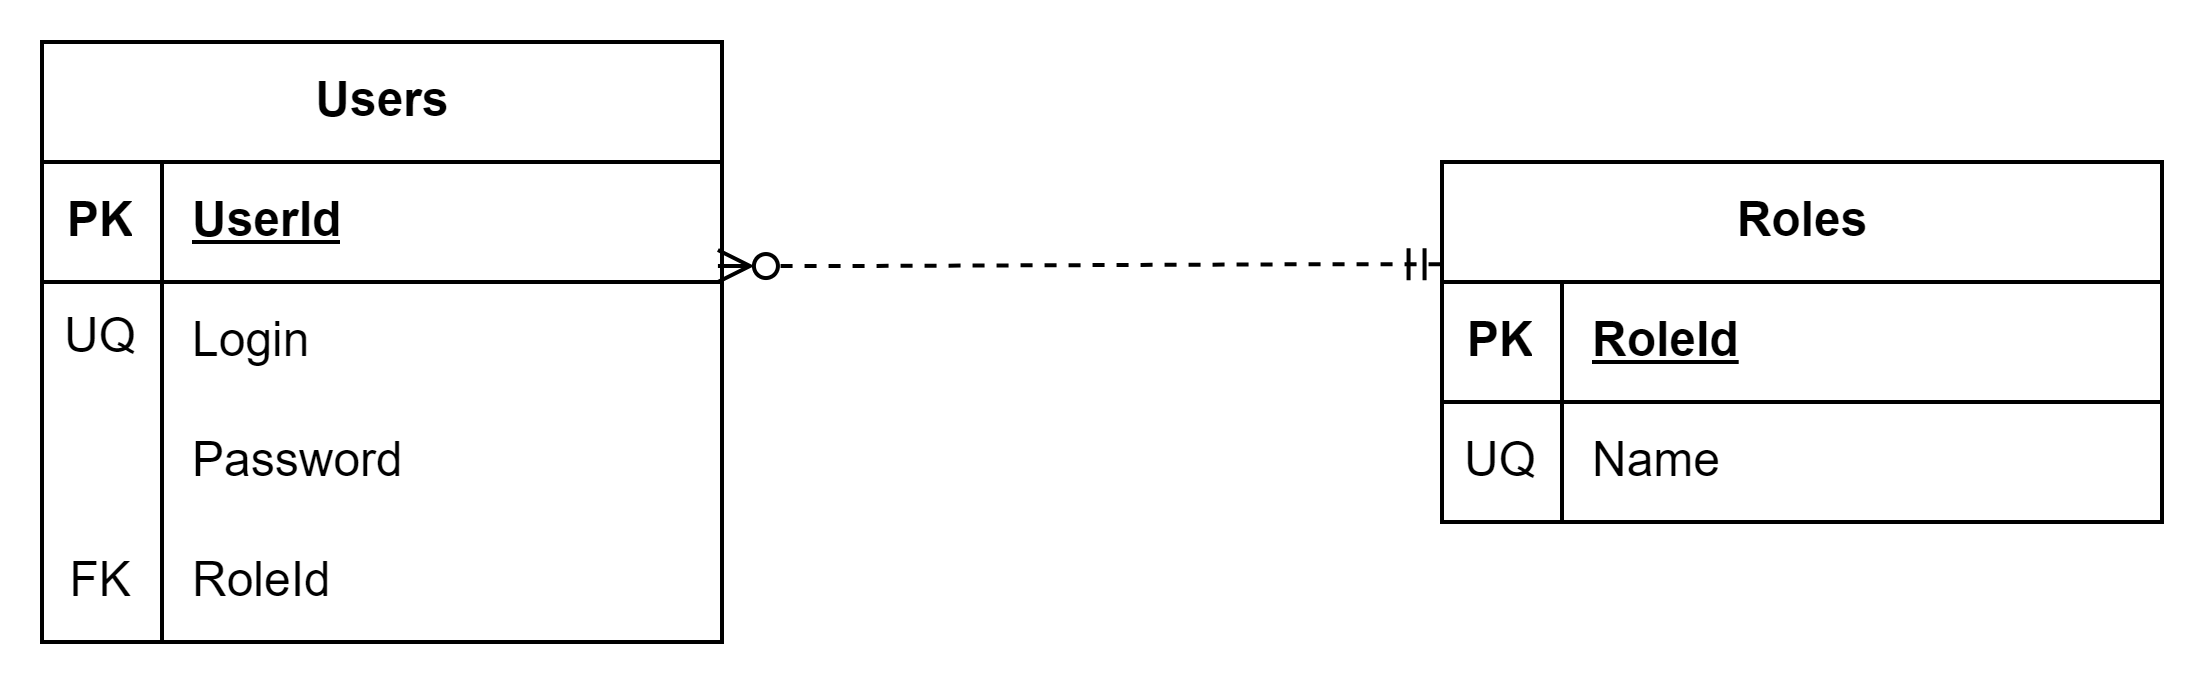 Users
PK UserId
UQ Login
Password
FK RoleId
Roles
PK RoleId
UQ Name